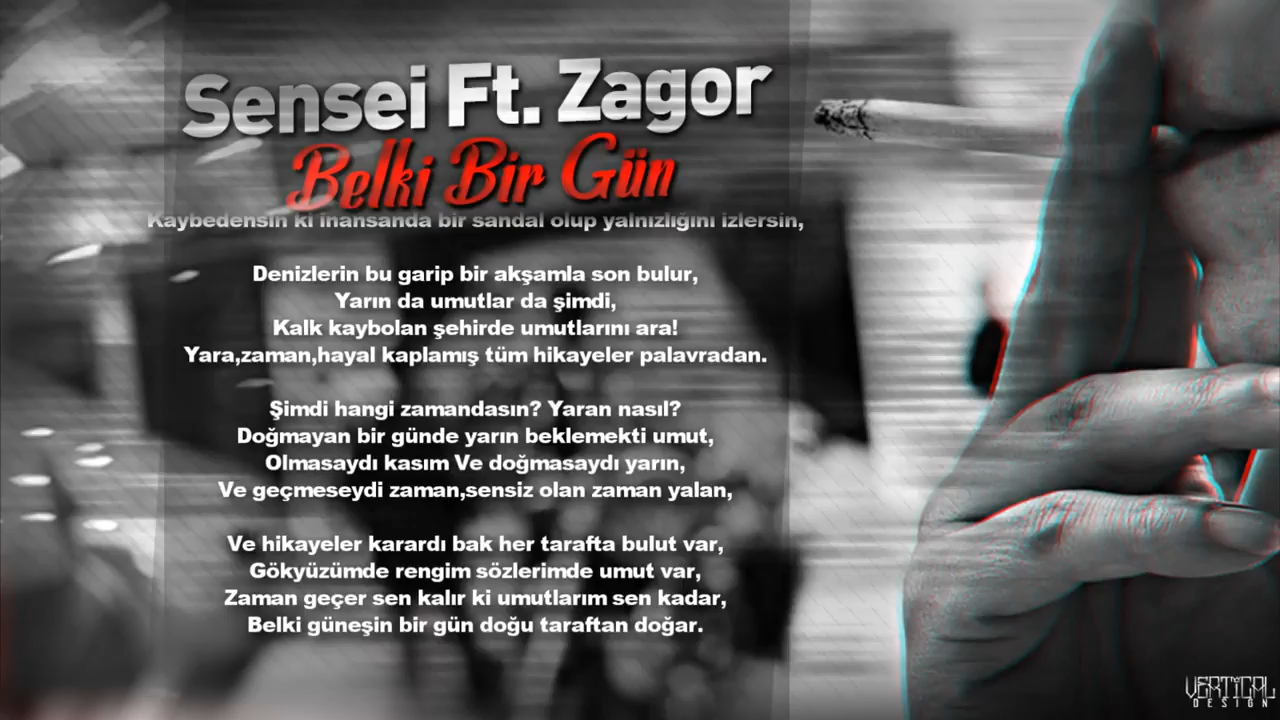 Sensei Ft. Zagor
Belki Bir Gün
Kaybedensin ki inansanda bir sandal olup yalnızlığını izlersin,
Denizlerin bu garip bir akşamla son bulur,
Yarın da umutlar da şimdi,
Kalk kaybolan şehirde umutlarını ara!
Yara,zaman,hayal kaplamış tüm hikayeler palavradan.
Şimdi hangi zamandasın? Yaran nasıl?
Doğmayan bir günde yarın beklemekti umut,
Olmasaydı kasım Ve doğmasaydı yarın,
Ve geçmeseydi zaman,sensiz olan zaman yalan,
Ve hikayeler karardı bak her tarafta bulut var,
Gökyüzümde rengim sözlerimde umut var,
Zaman geçer sen kalır ki umutlarım sen kadar,
Belki güneşin bir gün doğu taraftan doğar.
VERTICAL
DESIGN